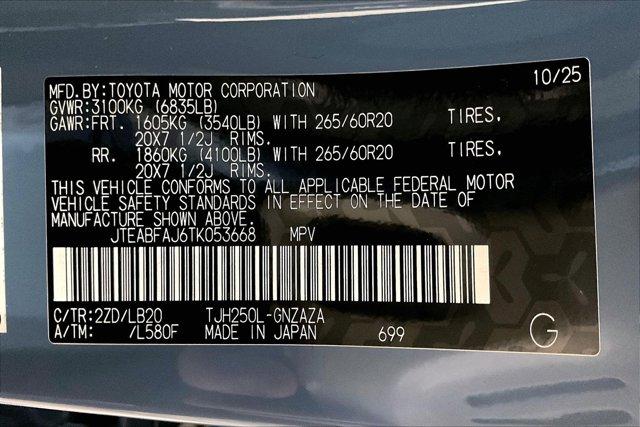 MFD.BY:TOYOTA MOTOR CORPORATION 10/25
GVWR:3100KG (6835LB)
GAWR:FRT. 1605KG (3540LB) WITH 265/60R20 TIRES,
20X7 1/2J RIMS.
RR. 1860KG (4100LB) WITH 265/60R20 TIRES,
20X7 1/2J RIMS.
THIS VEHICLE CONFORMS TO ALL APPLICABLE FEDERAL MOTOR
VEHICLE SAFETY STANDARDS IN EFFECT ON THE DATE OF
MANUFACTURE SHOWN ABOVE.
JTEABFAJ6TK053668 MPV
C/TR:2ZD/LB20 TJH250L-GNZAZA
A/TM: /L580F MADE IN JAPAN 699 G